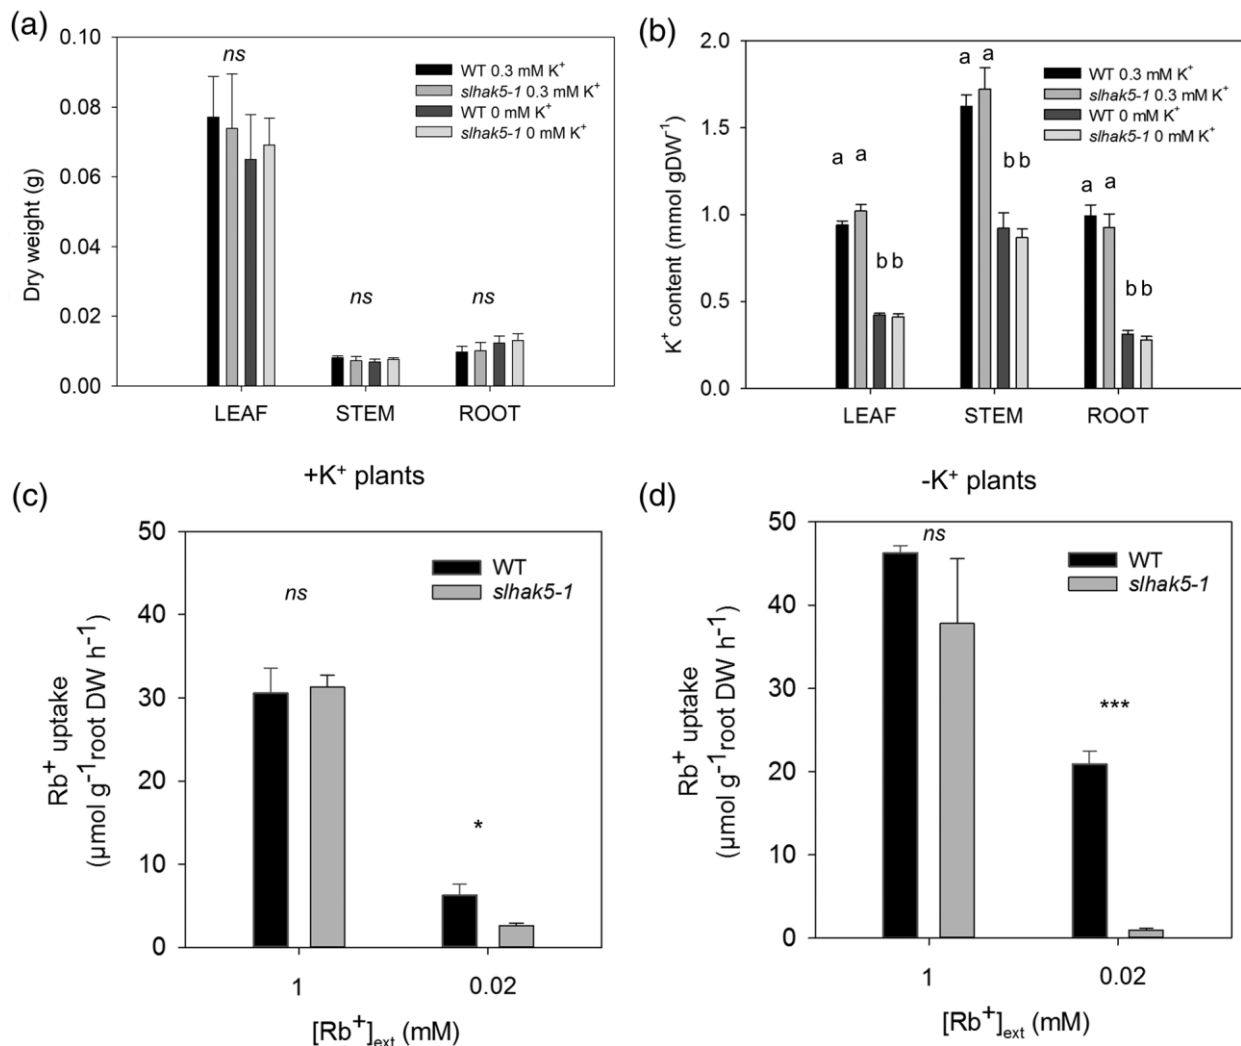 (a)
Dry weight (g)
0.10
0.08
0.06
0.04
0.02
0.00
ns
ns
ns
WT 0.3 mM K⁺
slhak5-1 0.3 mM K⁺
WT 0 mM K⁺
slhak5-1 0 mM K⁺
LEAF STEM ROOT
(b)
K⁺ content (mmol gDW⁻¹)
2.0
1.5
1.0
0.5
0.0
WT 0.3 mM K⁺
slhak5-1 0.3 mM K⁺
WT 0 mM K⁺
slhak5-1 0 mM K⁺
a a
b b
a a
b b
a a
b b
LEAF STEM ROOT
+K⁺ plants
(c)
Rb⁺ uptake
(µmol g⁻¹root DW h⁻¹)
50
40
30
20
10
0
WT
slhak5-1
ns
*
1 0.02
[Rb⁺]ext (mM)
-K⁺ plants
(d)
Rb⁺ uptake
(µmol g⁻¹root DW h⁻¹)
50
40
30
20
10
0
ns
WT
slhak5-1
***
1 0.02
[Rb⁺]ext (mM)